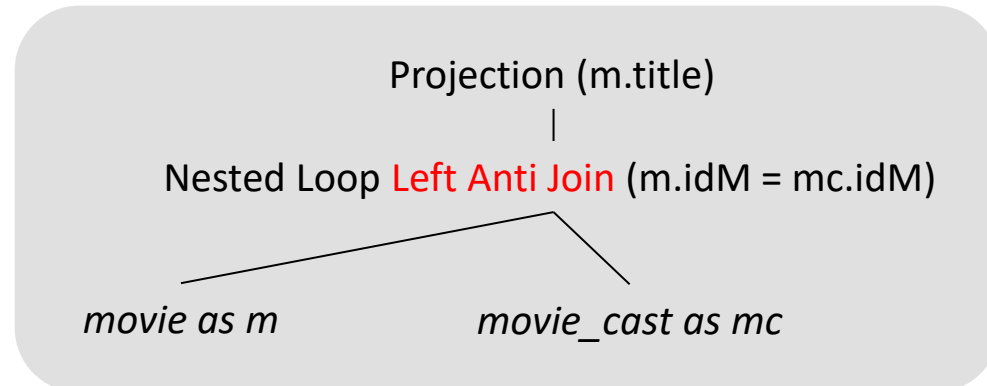 Projection (m.title)
Nested Loop Left Anti Join (m.idM = mc.idM)
movie as m
movie_cast as mc